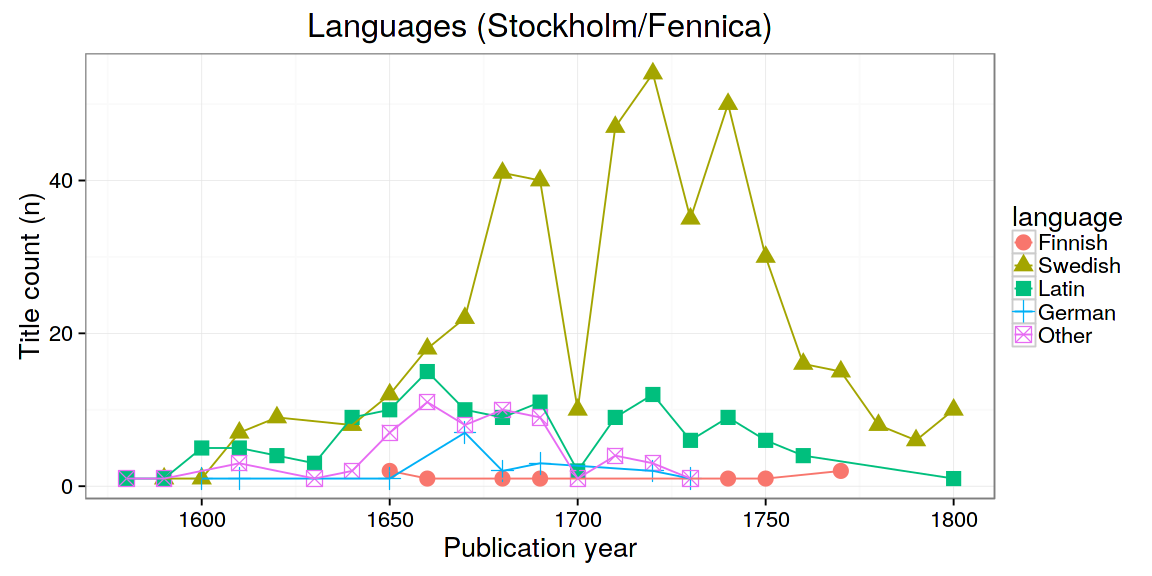 Languages (Stockholm/Fennica)
Title count (n)
40
20
0
1600 1650 1700 1750 1800
Publication year
language
Finnish
Swedish
Latin
German
Other